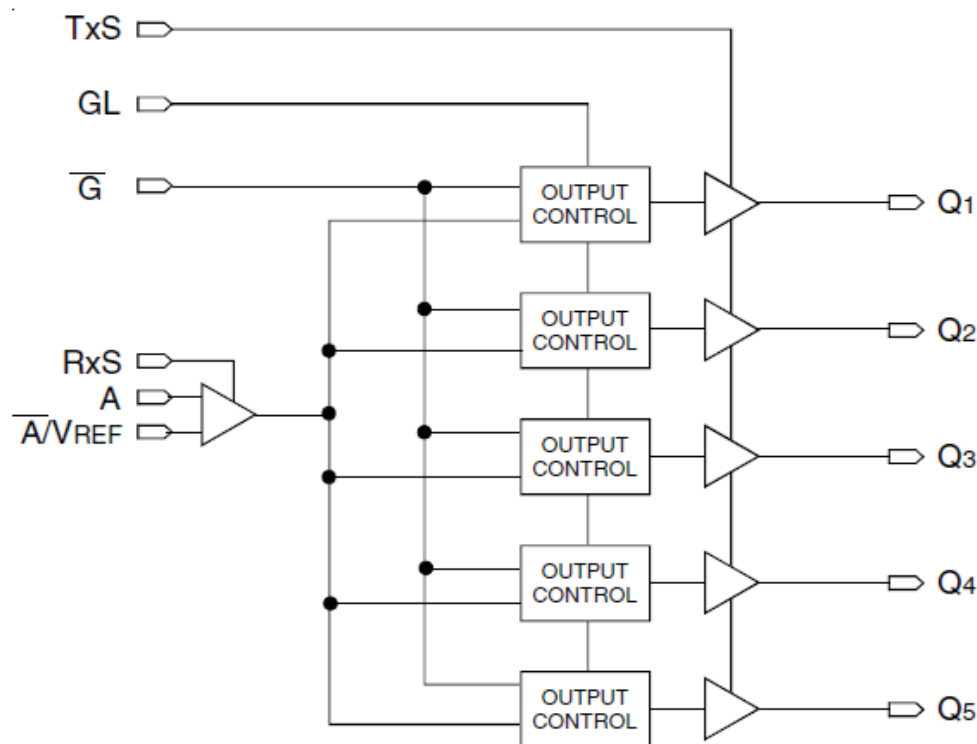 TxS
GL
G̅
OUTPUT
CONTROL
Q1
OUTPUT
CONTROL
Q2
RxS
A
A̅/VREF
OUTPUT
CONTROL
Q3
OUTPUT
CONTROL
Q4
OUTPUT
CONTROL
Q5